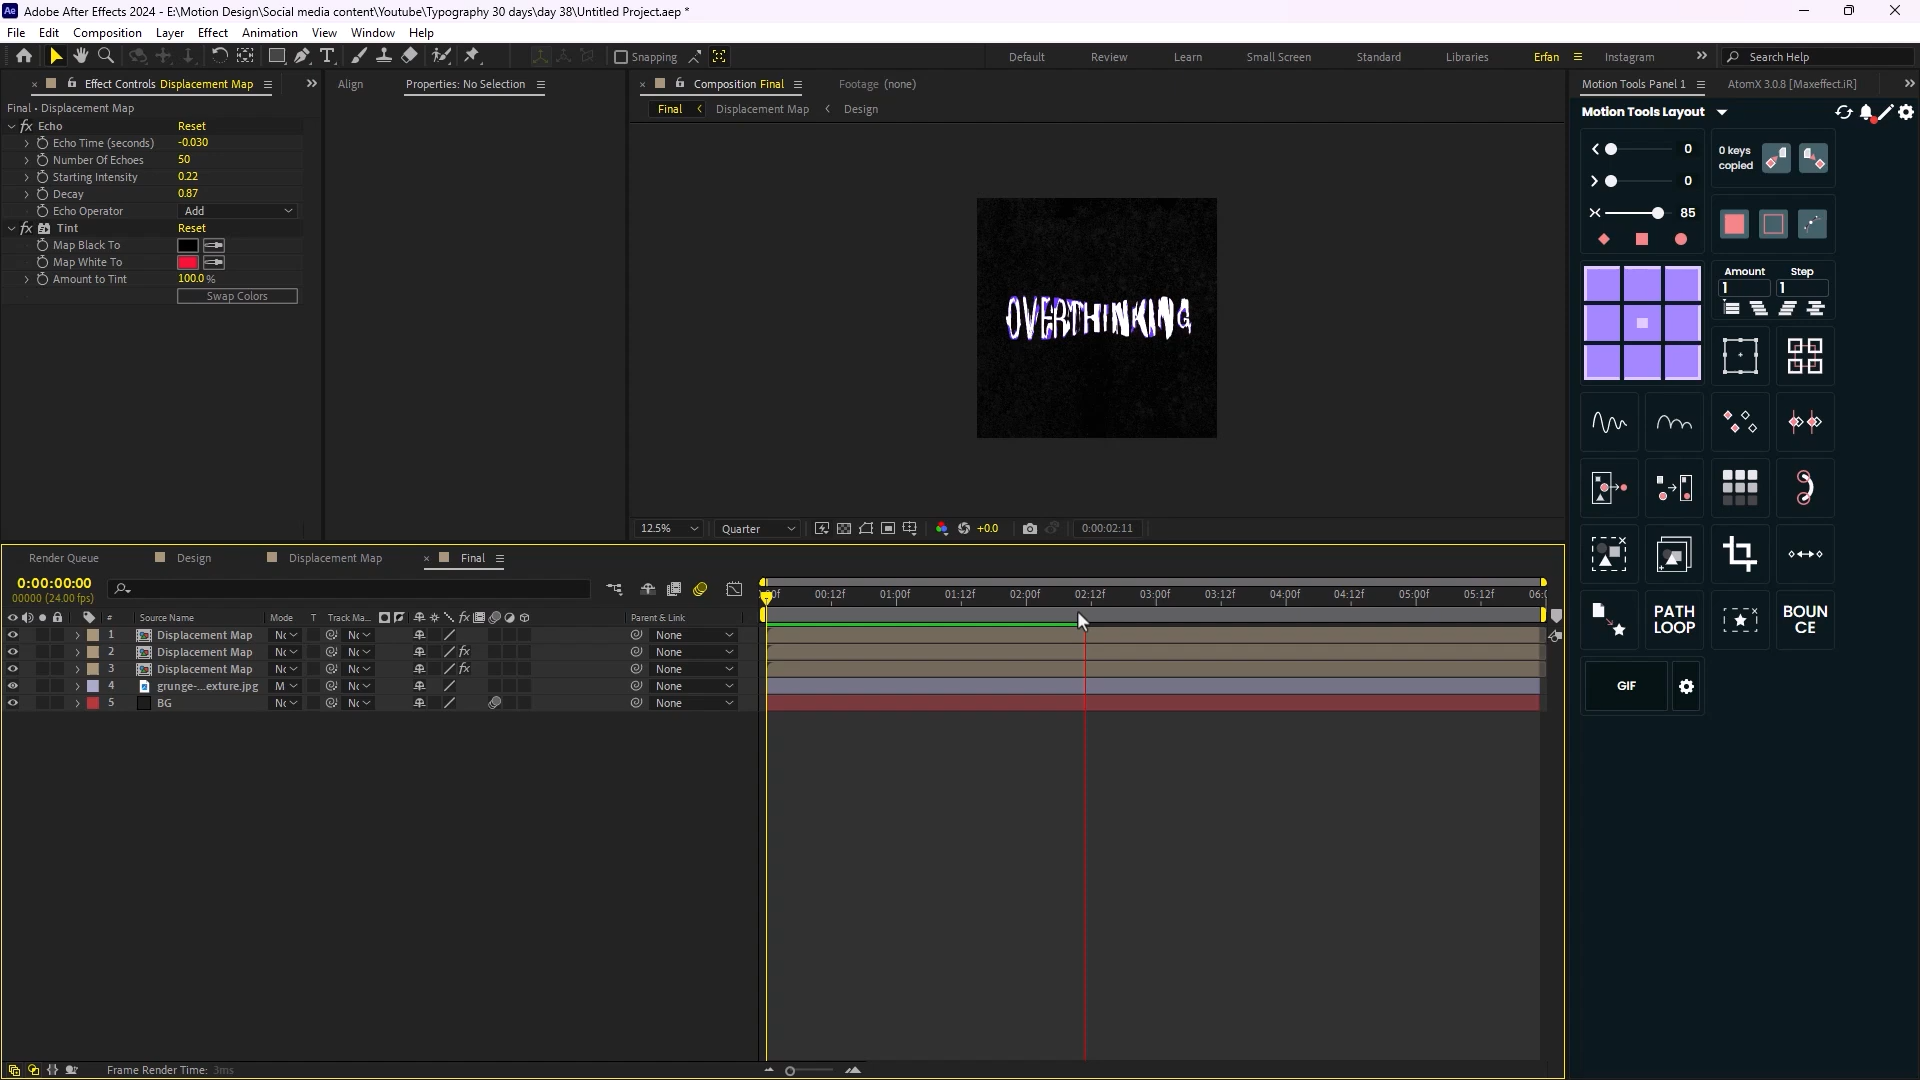 Adobe After Effects 2024 - E:\Motion Design\Social media content\Youtube\Typography 30 days\day 38\Untitled Project.aep *
File Edit Composition Layer Effect Animation View Window Help
Snapping Default Review Learn Small Screen Standard Libraries Erfan Instagram Search Help
Effect Controls Displacement Map
Final • Displacement Map
fx Echo Reset
Echo Time (seconds) -0.030
Number Of Echoes 50
Starting Intensity 0.22
Decay 0.87
Echo Operator Add
fx Tint Reset
Map Black To
Map White To
Amount to Tint 100.0 %
Swap Colors
Align Properties: No Selection
Composition Final Footage (none)
Final Displacement Map Design
OVERTHINKING
12.5% Quarter +0.0 0:00:02:11
Motion Tools Panel 1 AtomX 3.0.8 [Maxeffect.iR]
Motion Tools Layout
0 0 keys copied
0
85
Amount Step
1 1
PATH LOOP
BOUN CE
GIF
Render Queue Design Displacement Map Final
0:00:00:00
00000 (24.00 fps)
00:12f 01:00f 01:12f 02:00f 02:12f 03:00f 03:12f 04:00f 04:12f 05:00f 05:12f
# Source Name Mode T Track Ma... fx Parent & Link
1 Displacement Map None
2 Displacement Map fx None
3 Displacement Map fx None
4 grunge-...exture.jpg M None
5 BG None
Frame Render Time: 3ms